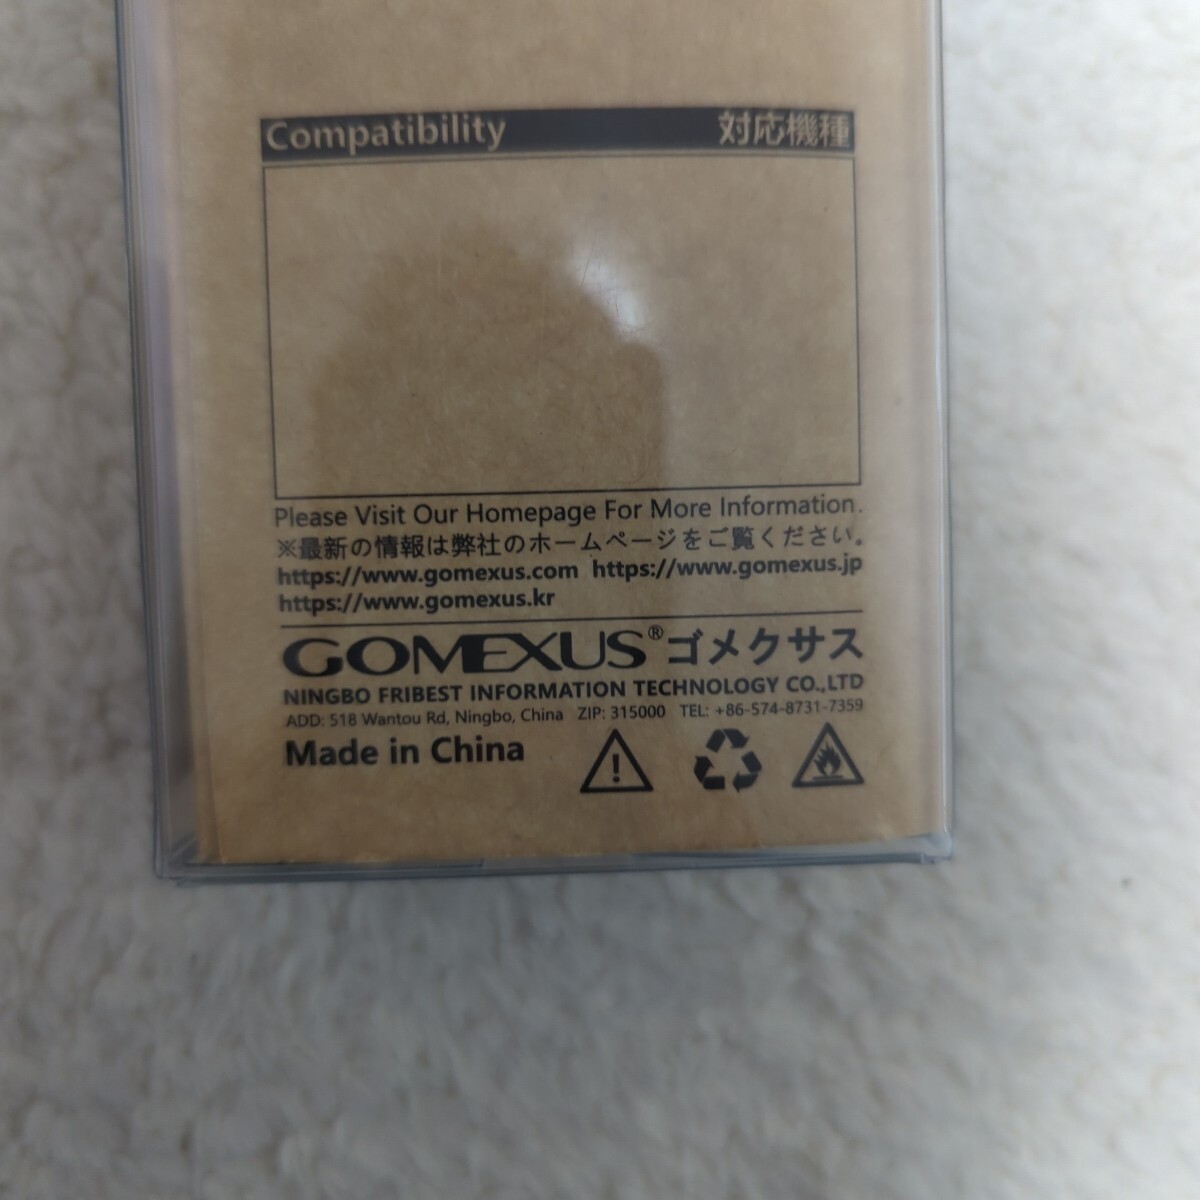 Compatibility 対応機種
Please Visit Our Homepage For More Information.
※最新の情報は弊社のホームページをご覧ください。
https://www.gomexus.com https://www.gomexus.jp
https://www.gomexus.kr
GOMEXUS®ゴメクサス
NINGBO FRIBEST INFORMATION TECHNOLOGY CO.,LTD
ADD: 518 Wantou Rd, Ningbo, China ZIP: 315000 TEL: +86-574-8731-7359
Made in China